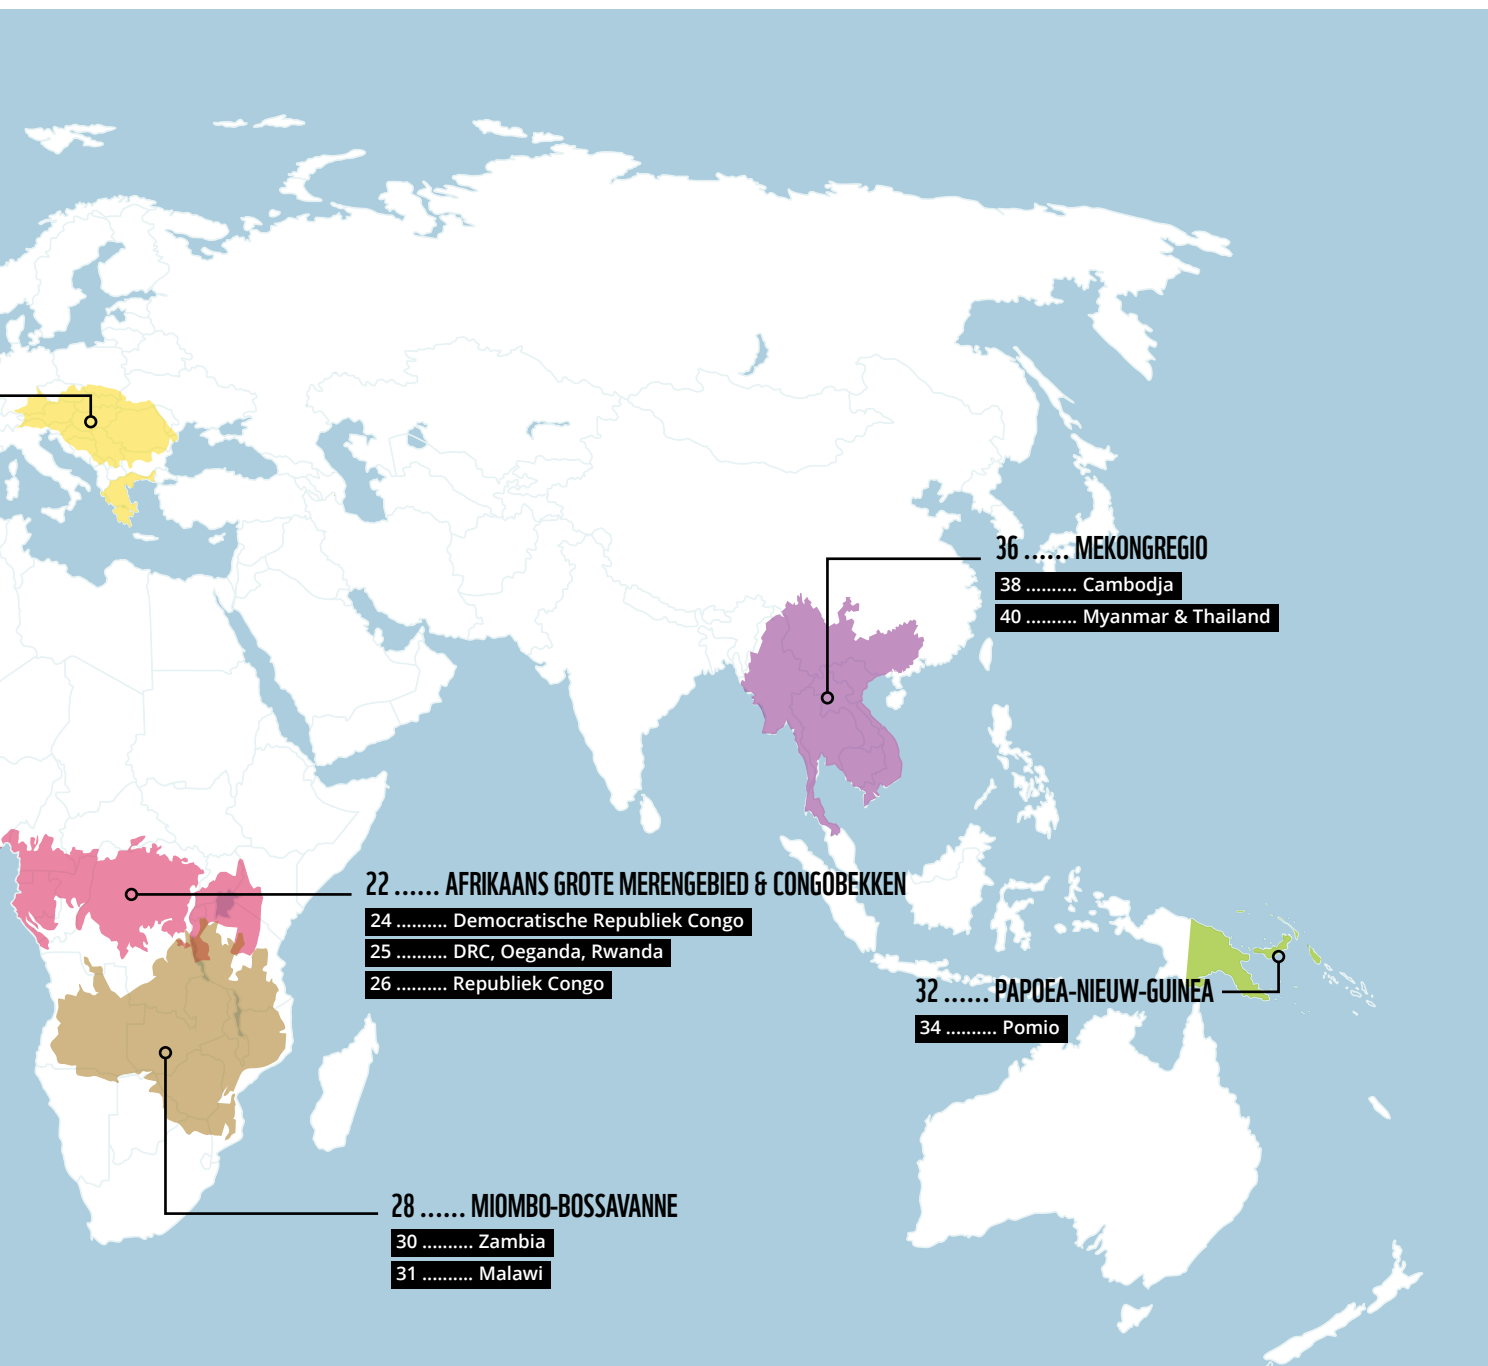 36 ...... MEKONGREGIO
38 .......... Cambodja
40 .......... Myanmar & Thailand
22 ...... AFRIKAANS GROTE MERENGEBIED & CONGOBEKKEN
24 .......... Democratische Republiek Congo
25 .......... DRC, Oeganda, Rwanda
26 .......... Republiek Congo
32 ...... PAPOEA-NIEUW-GUINEA
34 .......... Pomio
28 ...... MIOMBO-BOSSAVANNE
30 .......... Zambia
31 .......... Malawi